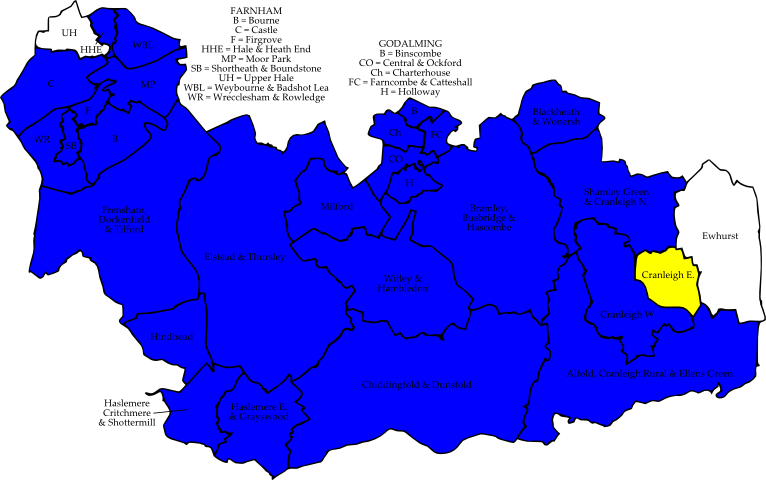 FARNHAM
B = Bourne
C = Castle
F = Firgrove
HHE = Hale & Heath End
MP = Moor Park
SB = Shortheath & Boundstone
UH = Upper Hale
WBL = Weybourne & Badshot Lea
WR = Wrecclesham & Rowledge
GODALMING
B = Binscombe
CO = Central & Ockford
Ch = Charterhouse
FC = Farncombe & Catteshall
H = Holloway
UH
HHE
WBL
C
MP
F
WR
SB
B
B
Ch
FC
CO
H
Blackheath
& Wonersh
Shamley Green
& Cranleigh N.
Ewhurst
Cranleigh E.
Cranleigh W.
Alfold, Cranleigh Rural & Ellens Green
Bramley,
Busbridge &
Hascombe
Milford
Witley &
Hambledon
Elstead & Thursley
Frensham,
Dockenfield
& Tilford
Hindhead
Haslemere
Critchmere
& Shottermill
Haslemere E.
& Grayswood
Chiddingfold & Dunsfold